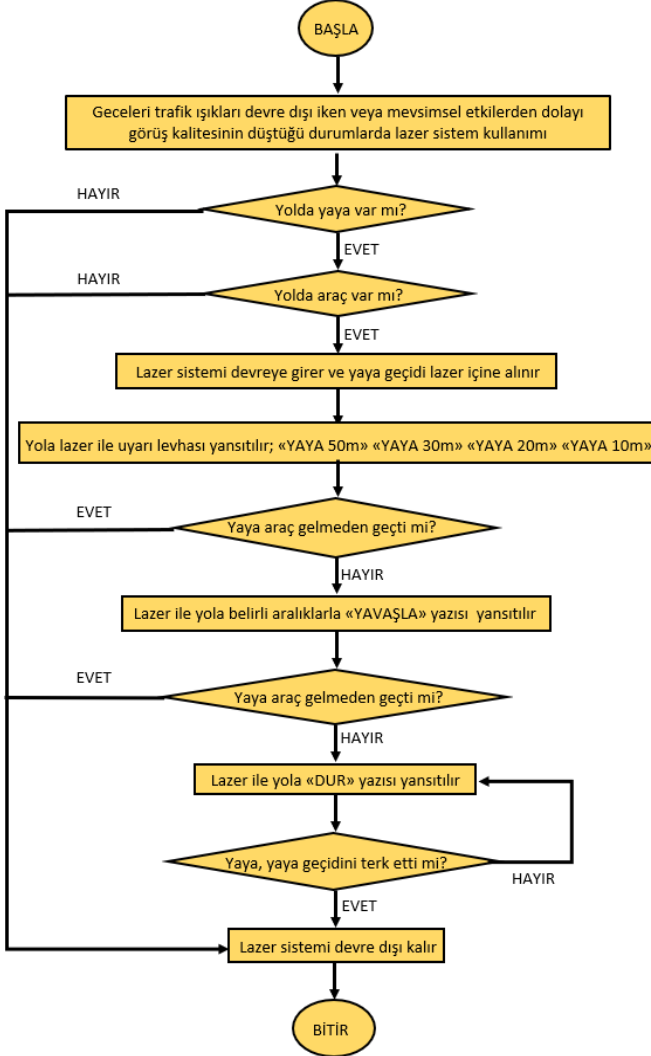 BAŞLA
Geceleri trafik ışıkları devre dışı iken veya mevsimsel etkilerden dolayı
görüş kalitesinin düştüğü durumlarda lazer sistem kullanımı
HAYIR
Yolda yaya var mı?
EVET
HAYIR
Yolda araç var mı?
EVET
Lazer sistemi devreye girer ve yaya geçidi lazer içine alınır
Yola lazer ile uyarı levhası yansıtılır; «YAYA 50m» «YAYA 30m» «YAYA 20m» «YAYA 10m»
EVET
Yaya araç gelmeden geçti mi?
HAYIR
Lazer ile yola belirli aralıklarla «YAVAŞLA» yazısı yansıtılır
EVET
Yaya araç gelmeden geçti mi?
HAYIR
Lazer ile yola «DUR» yazısı yansıtılır
Yaya, yaya geçidini terk etti mi?
HAYIR
EVET
Lazer sistemi devre dışı kalır
BİTİR